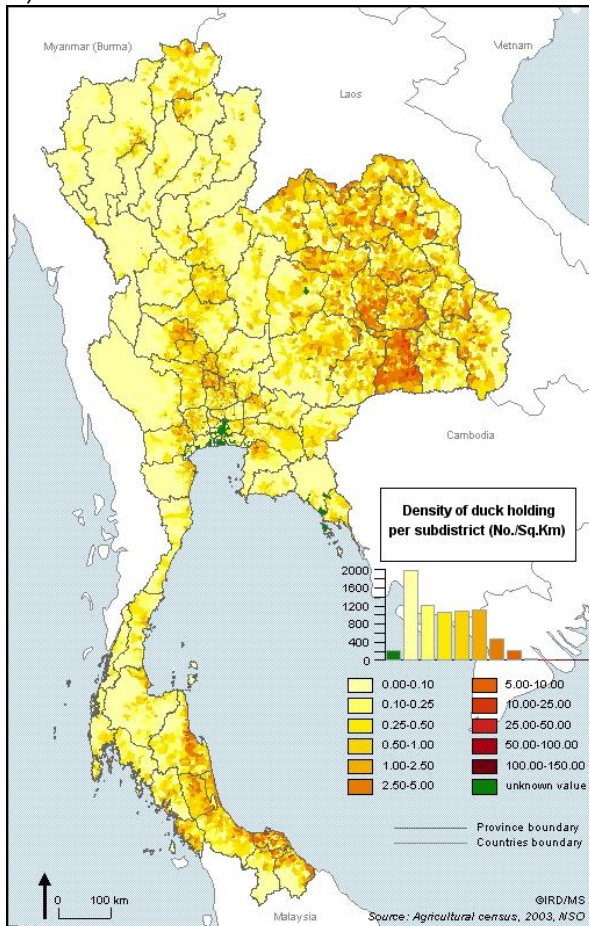 Myanmar (Burma)
Vietnam
Laos
Cambodia
Density of duck holding
per subdistrict (No./Sq.Km)
2000
1600
1200
800
400
0
0.00-0.10
5.00-10.00
0.10-0.25
10.00-25.00
0.25-0.50
25.00-50.00
0.50-1.00
50.00-100.00
1.00-2.50
100.00-150.00
2.50-5.00
unknown value
Province boundary
Countries boundary
0 100 km
©IRD/MS
Malaysia
Source: Agricultural census, 2003, NSO